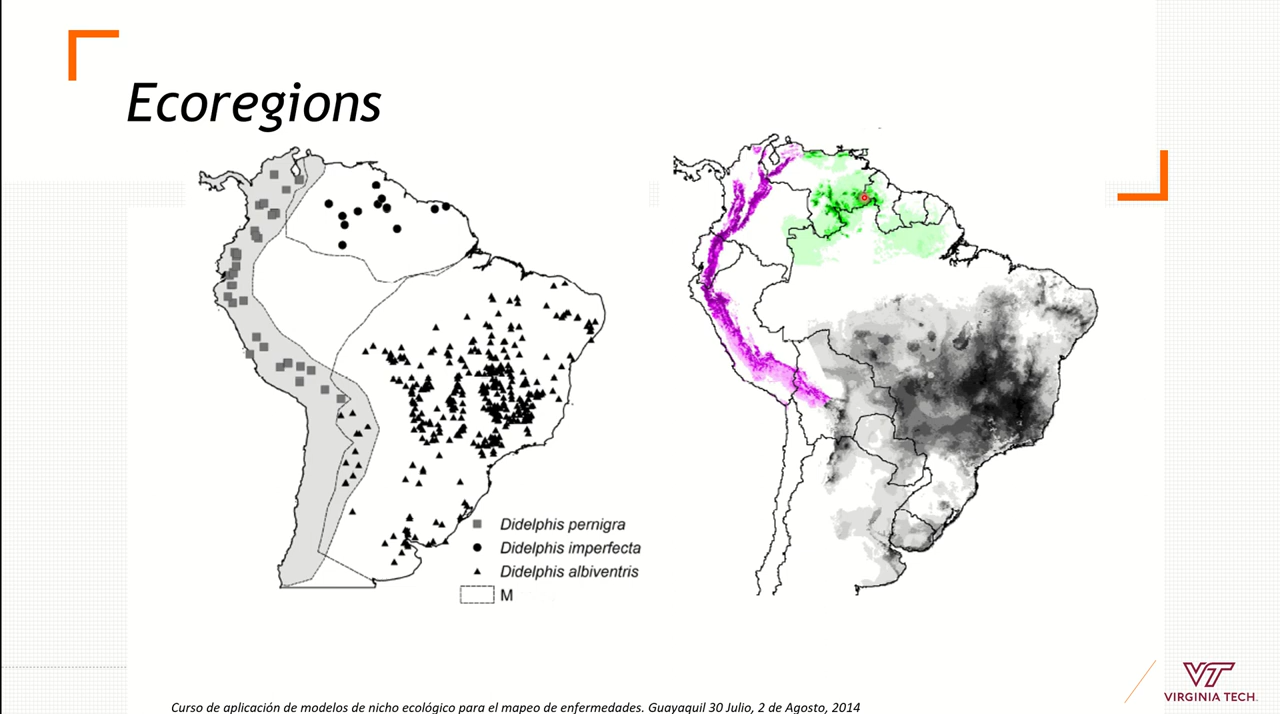 Ecoregions
Didelphis pernigra
Didelphis imperfecta
Didelphis albiventris
M
VT
VIRGINIA TECH.
Curso de aplicación de modelos de nicho ecológico para el mapeo de enfermedades. Guayaquil 30 Julio, 2 de Agosto, 2014